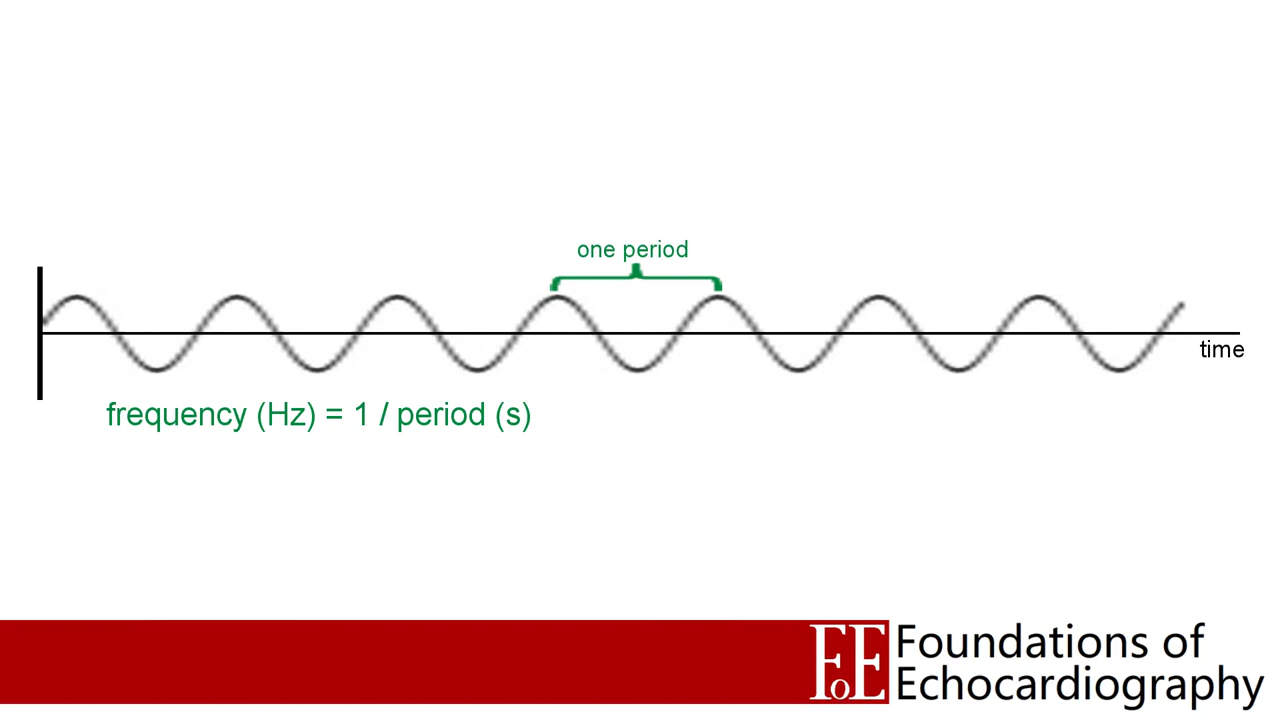 one period
time
frequency (Hz) = 1 / period (s)
FoE
Foundations of
Echocardiography